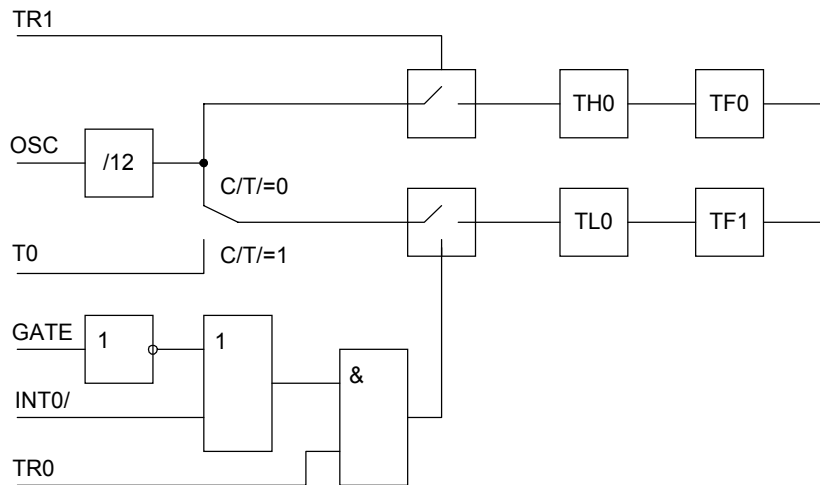 TR1
TH0
TF0
OSC
/12
C/T/=0
TL0
TF1
C/T/=1
T0
GATE
1
1
&
INT0/
TR0